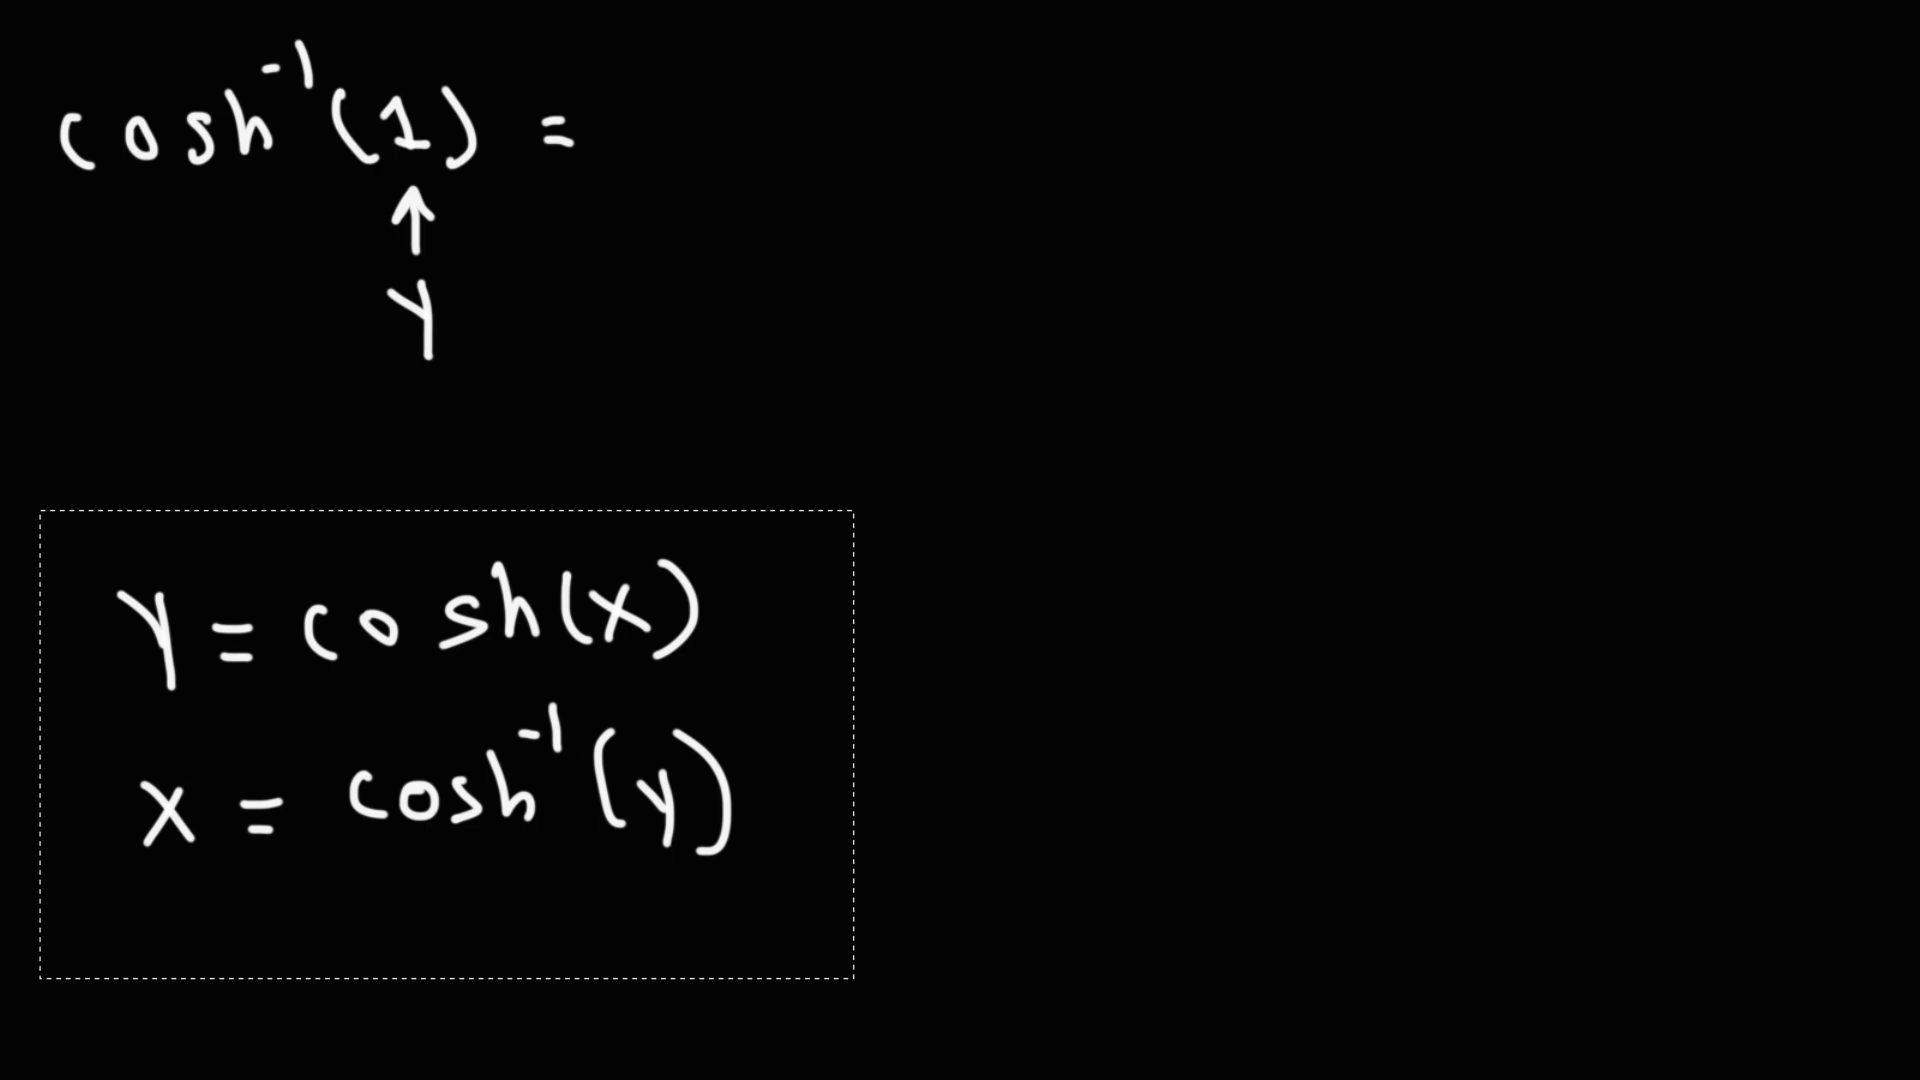 cosh⁻¹(1) =
↑
y
y = cosh(x)
x = cosh⁻¹(y)